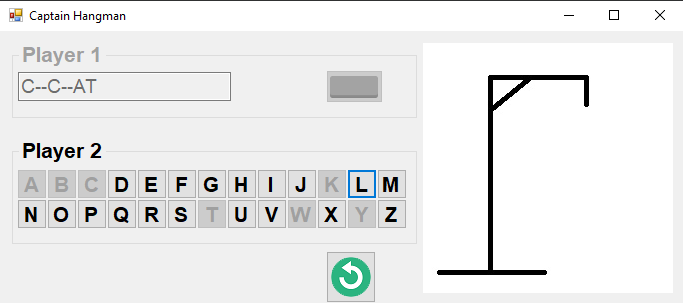 Captain Hangman
Player 1
C--C--AT
Player 2
A B C D E F G H I J K L M
N O P Q R S T U V W X Y Z